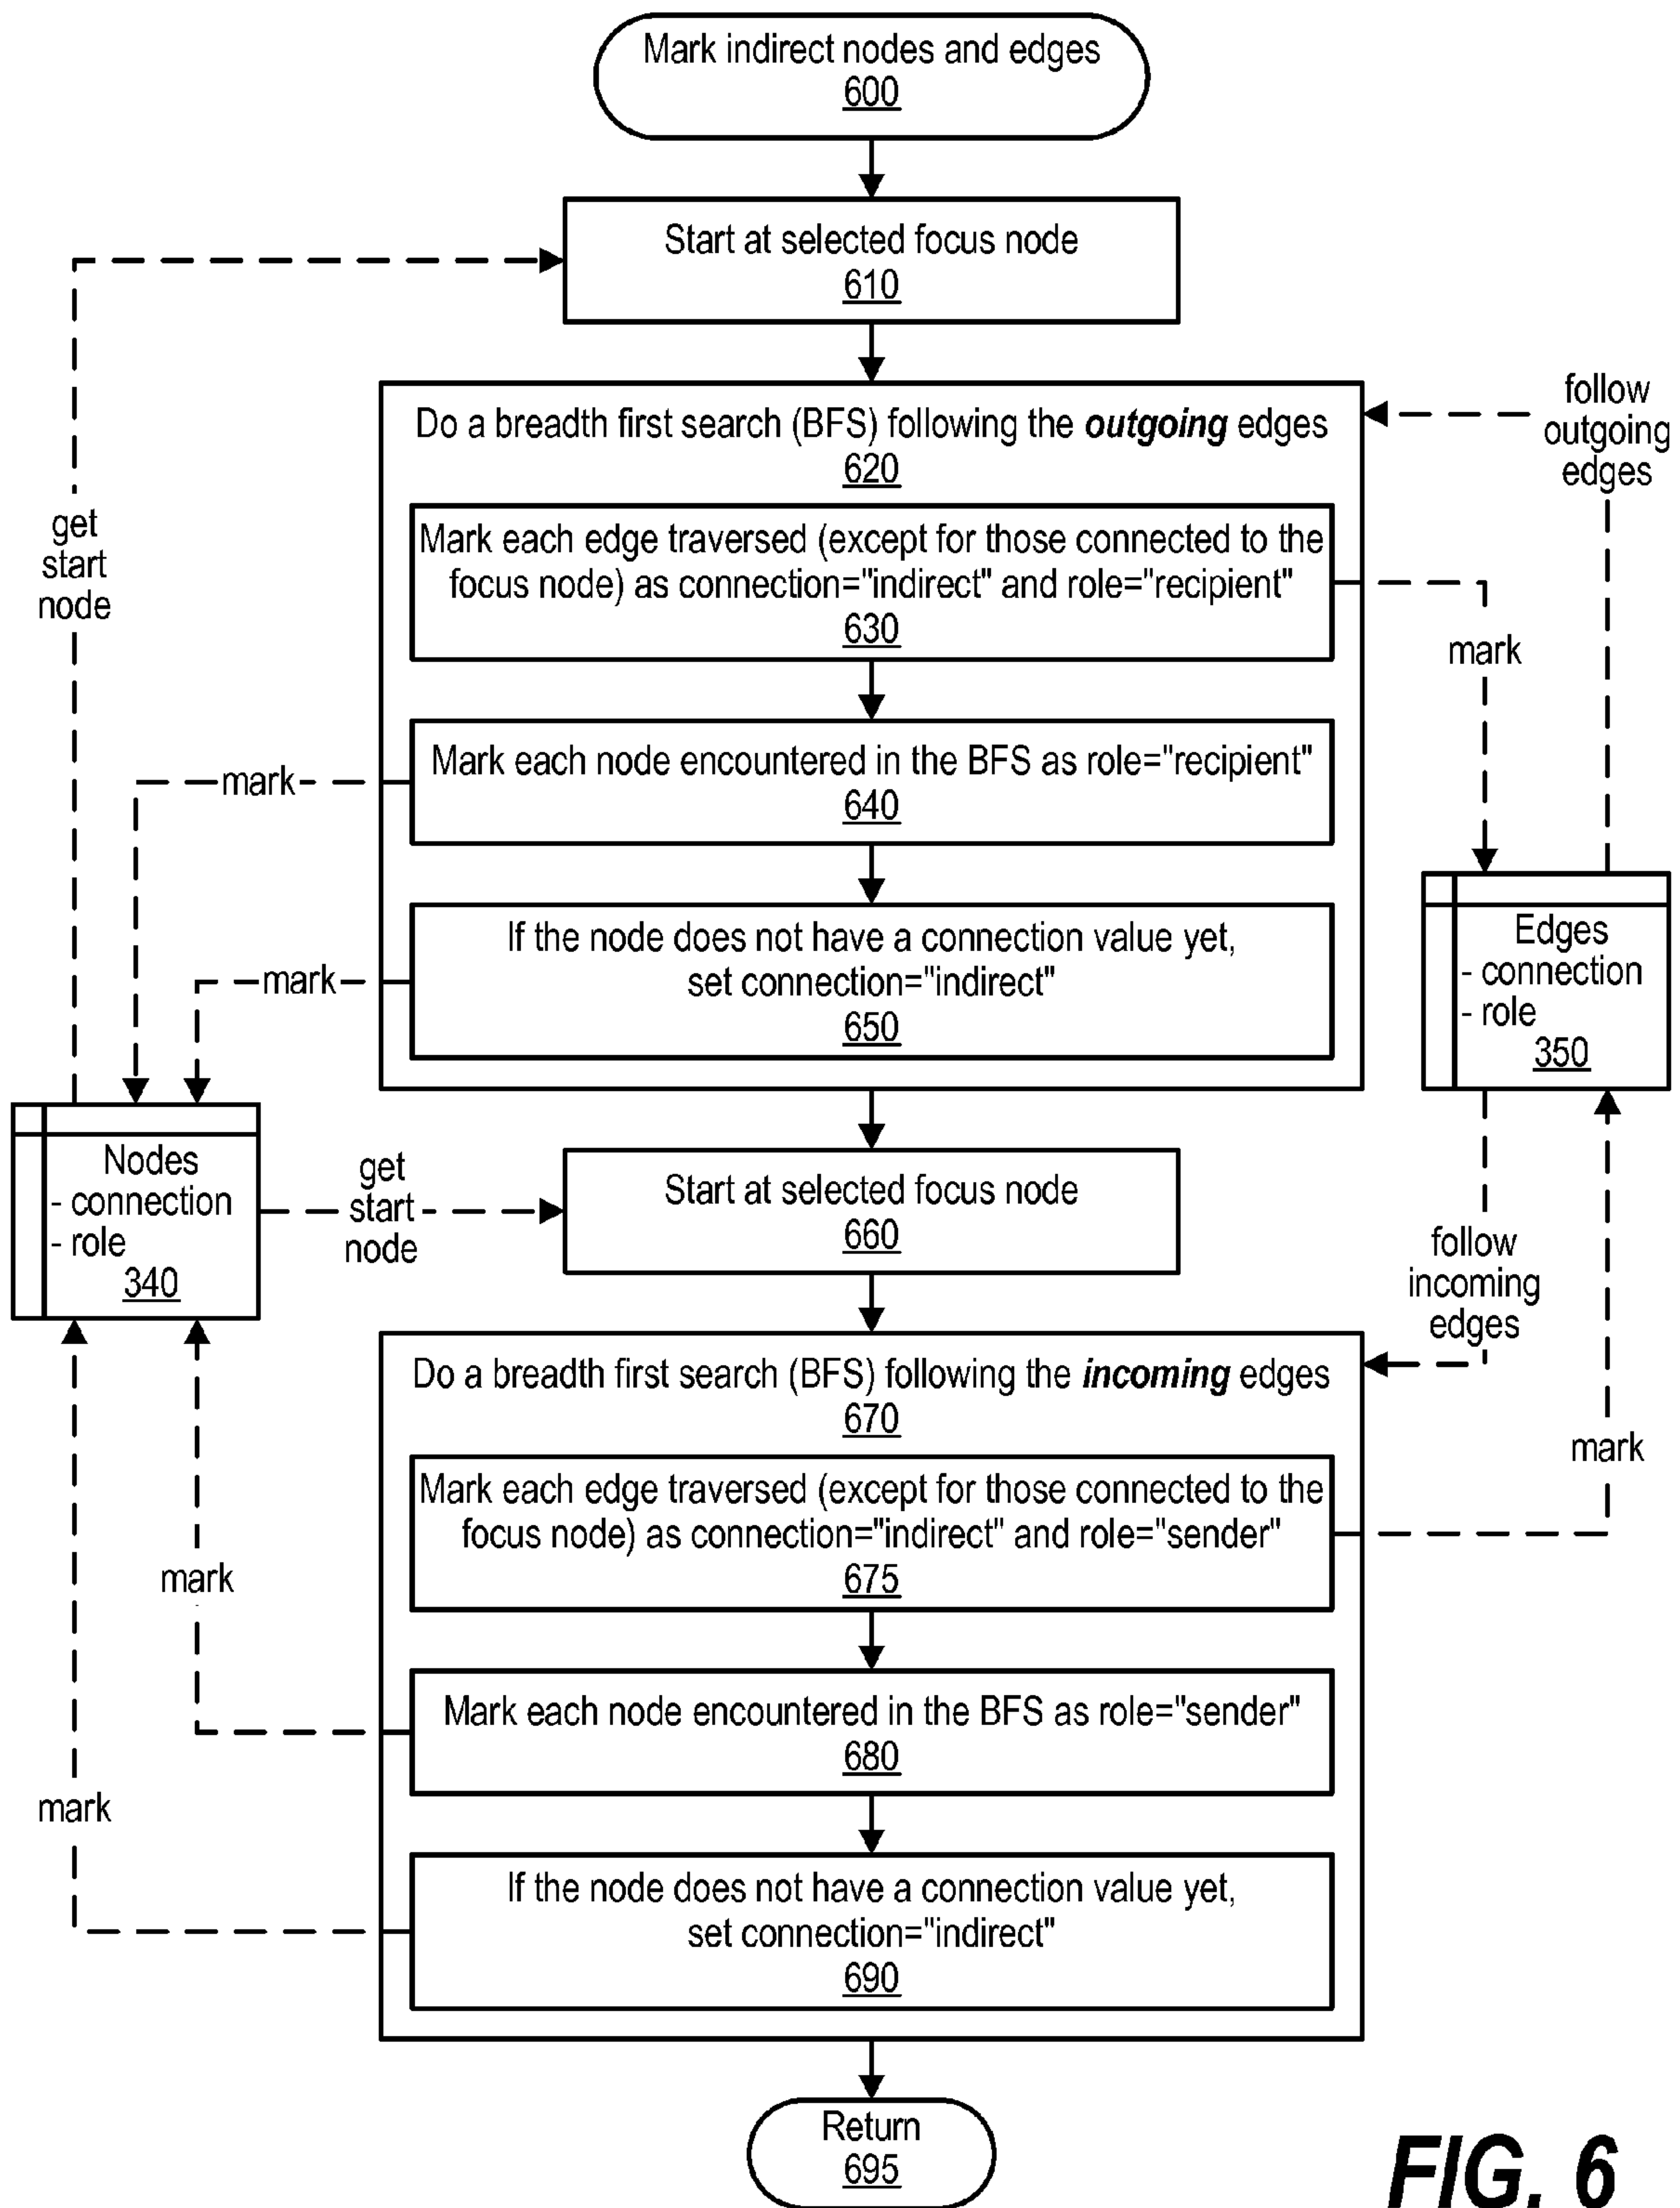 Mark indirect nodes and edges
600
Start at selected focus node
610
Do a breadth first search (BFS) following the outgoing edges
620
follow
outgoing
edges
get
start
node
Mark each edge traversed (except for those connected to the
focus node) as connection="indirect" and role="recipient"
630
mark
Mark each node encountered in the BFS as role="recipient"
640
mark
If the node does not have a connection value yet,
set connection="indirect"
650
mark
Edges
- connection
- role
350
Nodes
- connection
- role
340
get
start
node
Start at selected focus node
660
follow
incoming
edges
Do a breadth first search (BFS) following the incoming edges
670
mark
Mark each edge traversed (except for those connected to the
focus node) as connection="indirect" and role="sender"
675
mark
Mark each node encountered in the BFS as role="sender"
680
mark
If the node does not have a connection value yet,
set connection="indirect"
690
Return
695
FIG. 6